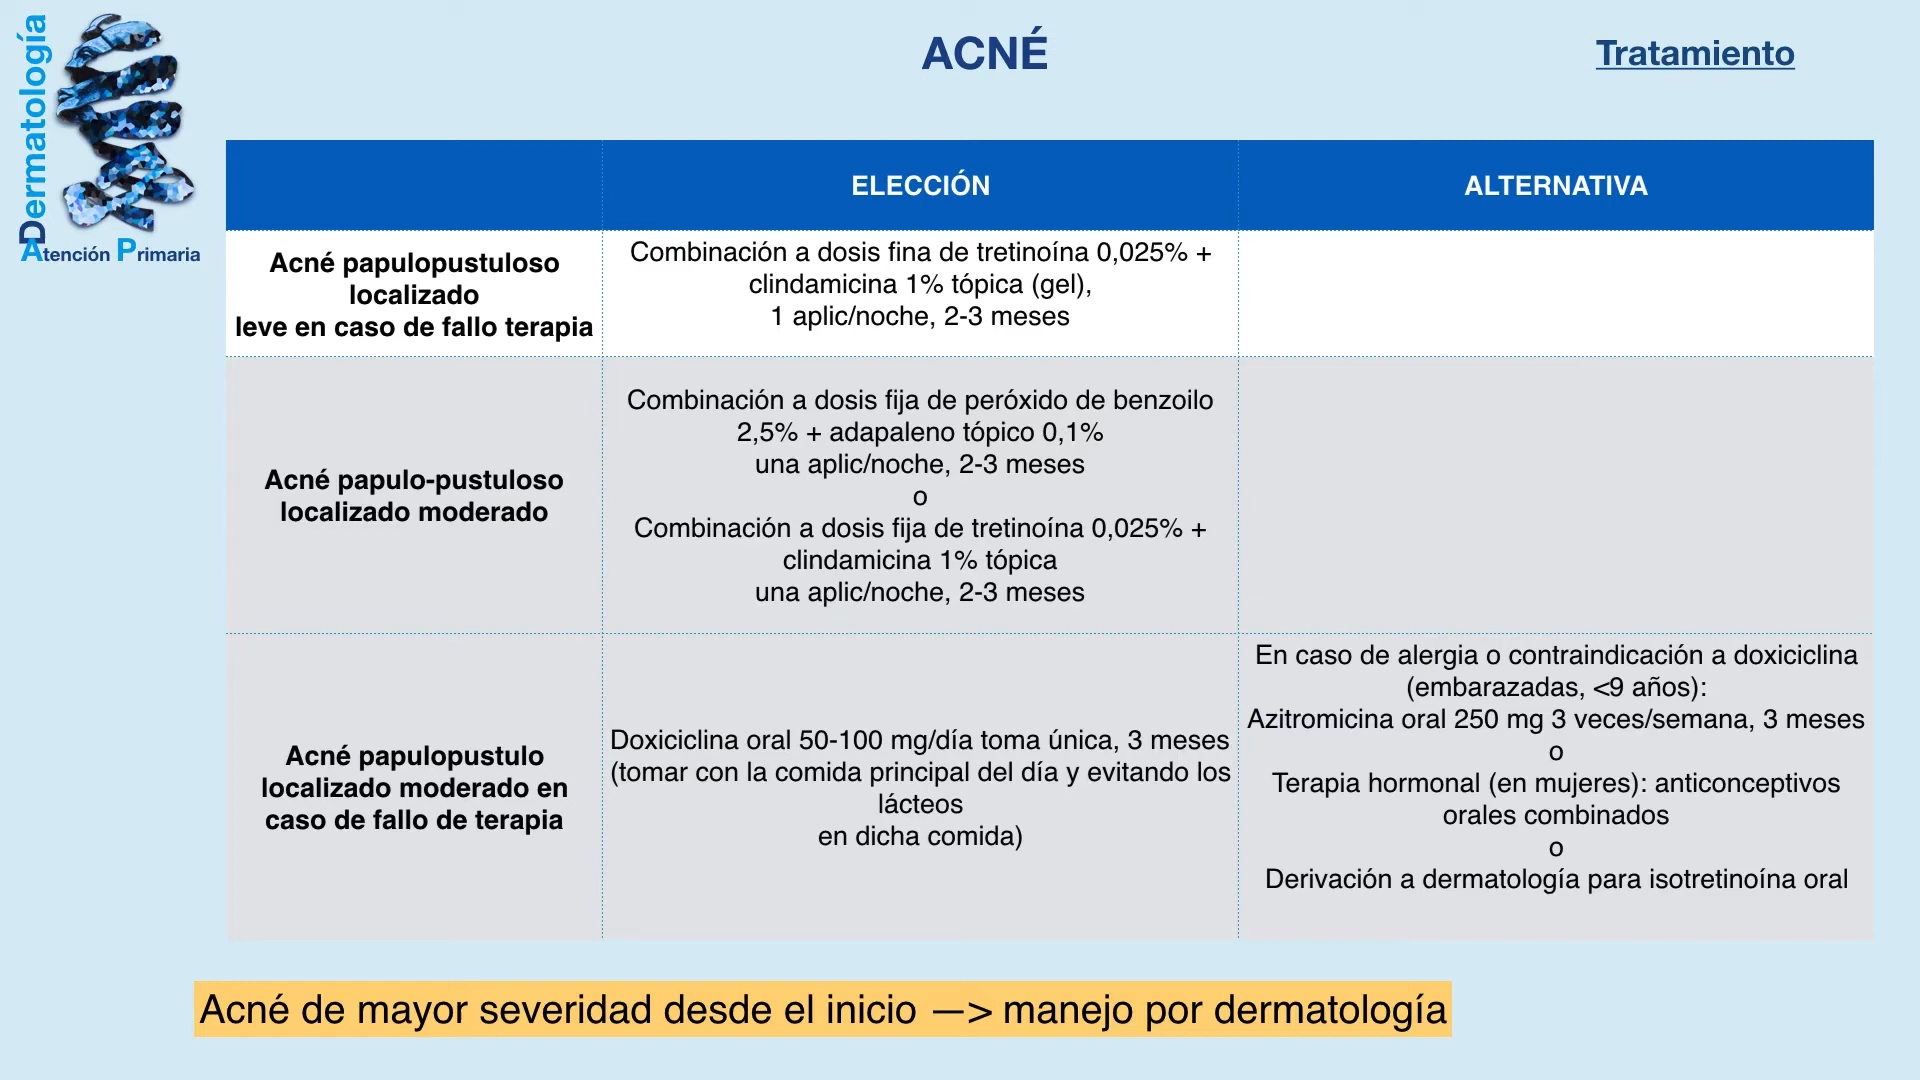 Dermatología
Atención Primaria
ACNÉ
Tratamiento
ELECCIÓN
ALTERNATIVA
Acné papulopustuloso
localizado
leve en caso de fallo terapia
Combinación a dosis fina de tretinoína 0,025% +
clindamicina 1% tópica (gel),
1 aplic/noche, 2-3 meses
Acné papulo-pustuloso
localizado moderado
Combinación a dosis fija de peróxido de benzoilo
2,5% + adapaleno tópico 0,1%
una aplic/noche, 2-3 meses
o
Combinación a dosis fija de tretinoína 0,025% +
clindamicina 1% tópica
una aplic/noche, 2-3 meses
Acné papulopustulo
localizado moderado en
caso de fallo de terapia
Doxiciclina oral 50-100 mg/día toma única, 3 meses
(tomar con la comida principal del día y evitando los
lácteos
en dicha comida)
En caso de alergia o contraindicación a doxiciclina
(embarazadas, <9 años):
Azitromicina oral 250 mg 3 veces/semana, 3 meses
o
Terapia hormonal (en mujeres): anticonceptivos
orales combinados
o
Derivación a dermatología para isotretinoína oral
Acné de mayor severidad desde el inicio —> manejo por dermatología